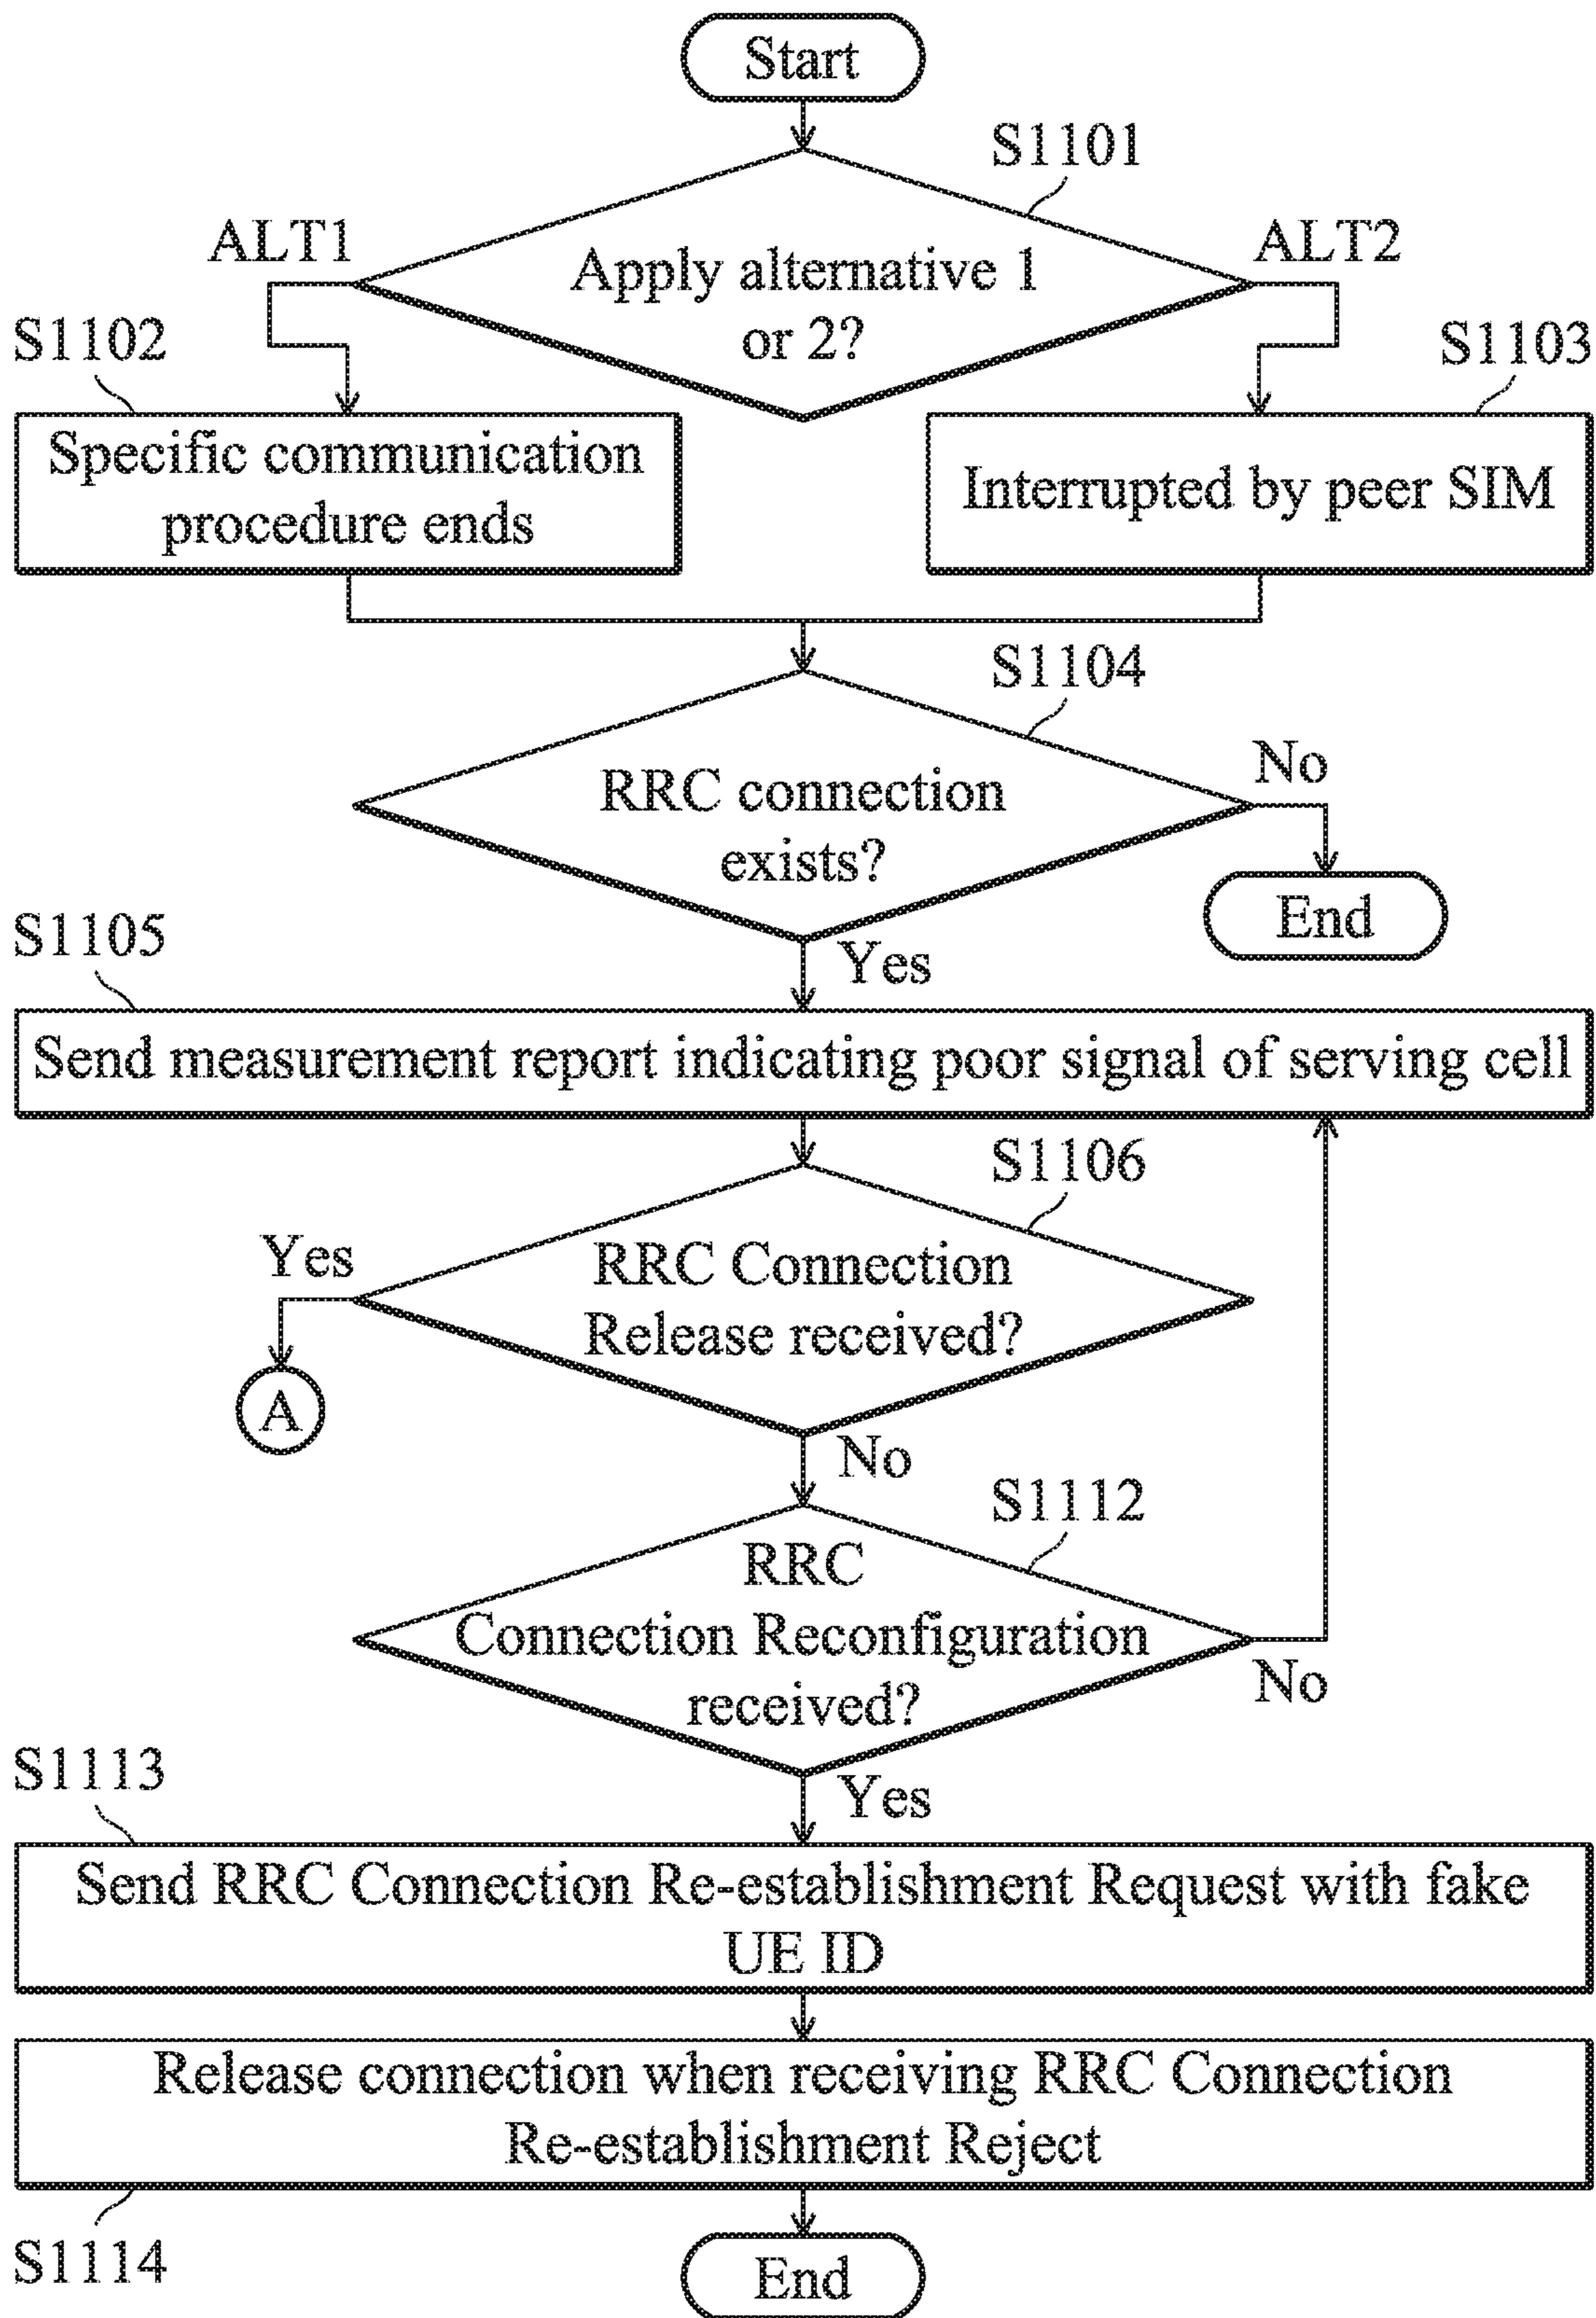 Start
S1101
ALT1
ALT2
Apply alternative 1
or 2?
S1102
S1103
Specific communication
procedure ends
Interrupted by peer SIM
S1104
RRC connection
exists?
No
End
S1105
Yes
Send measurement report indicating poor signal of serving cell
S1106
Yes
RRC Connection
Release received?
A
No
S1112
RRC
Connection Reconfiguration
received?
No
S1113
Yes
Send RRC Connection Re-establishment Request with fake
UE ID
Release connection when receiving RRC Connection
Re-establishment Reject
S1114
End